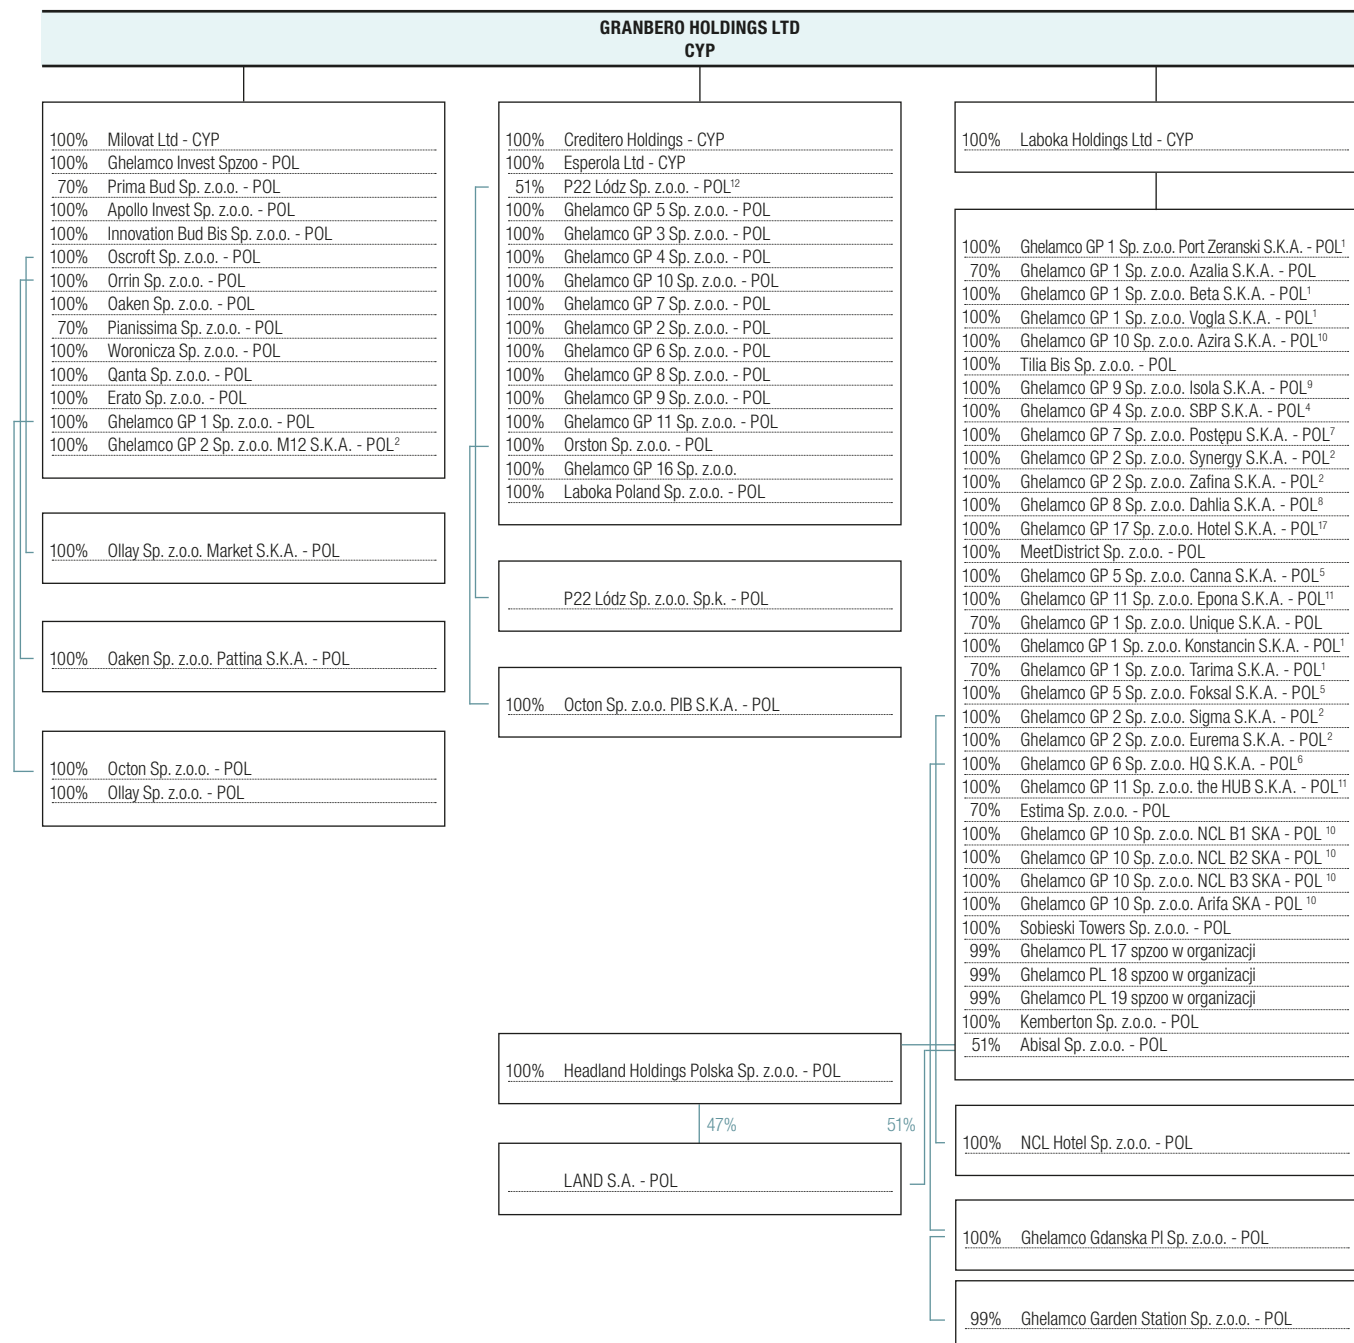 GRANBERO HOLDINGS LTD
CYP
100% Milovat Ltd - CYP
100% Ghelamco Invest Spzoo - POL
70% Prima Bud Sp. z.o.o. - POL
100% Apollo Invest Sp. z.o.o. - POL
100% Innovation Bud Bis Sp. z.o.o. - POL
100% Oscroft Sp. z.o.o. - POL
100% Orrin Sp. z.o.o. - POL
100% Oaken Sp. z.o.o. - POL
70% Pianissima Sp. z.o.o. - POL
100% Woronicza Sp. z.o.o. - POL
100% Qanta Sp. z.o.o. - POL
100% Erato Sp. z.o.o. - POL
100% Ghelamco GP 1 Sp. z.o.o. - POL
100% Ghelamco GP 2 Sp. z.o.o. M12 S.K.A. - POL²
100% Ollay Sp. z.o.o. Market S.K.A. - POL
100% Oaken Sp. z.o.o. Pattina S.K.A. - POL
100% Octon Sp. z.o.o. - POL
100% Ollay Sp. z.o.o. - POL
100% Creditero Holdings - CYP
100% Esperola Ltd - CYP
51% P22 Lódz Sp. z.o.o. - POL¹²
100% Ghelamco GP 5 Sp. z.o.o. - POL
100% Ghelamco GP 3 Sp. z.o.o. - POL
100% Ghelamco GP 4 Sp. z.o.o. - POL
100% Ghelamco GP 10 Sp. z.o.o. - POL
100% Ghelamco GP 7 Sp. z.o.o. - POL
100% Ghelamco GP 2 Sp. z.o.o. - POL
100% Ghelamco GP 6 Sp. z.o.o. - POL
100% Ghelamco GP 8 Sp. z.o.o. - POL
100% Ghelamco GP 9 Sp. z.o.o. - POL
100% Ghelamco GP 11 Sp. z.o.o. - POL
100% Orston Sp. z.o.o. - POL
100% Ghelamco GP 16 Sp. z.o.o.
100% Laboka Poland Sp. z.o.o. - POL
P22 Lódz Sp. z.o.o. Sp.k. - POL
100% Octon Sp. z.o.o. PIB S.K.A. - POL
100% Headland Holdings Polska Sp. z.o.o. - POL
47%
51%
LAND S.A. - POL
100% Laboka Holdings Ltd - CYP
100% Ghelamco GP 1 Sp. z.o.o. Port Zeranski S.K.A. - POL¹
70% Ghelamco GP 1 Sp. z.o.o. Azalia S.K.A. - POL
100% Ghelamco GP 1 Sp. z.o.o. Beta S.K.A. - POL¹
100% Ghelamco GP 1 Sp. z.o.o. Vogla S.K.A. - POL¹
100% Ghelamco GP 10 Sp. z.o.o. Azira S.K.A. - POL¹⁰
100% Tilia Bis Sp. z.o.o. - POL
100% Ghelamco GP 9 Sp. z.o.o. Isola S.K.A. - POL⁹
100% Ghelamco GP 4 Sp. z.o.o. SBP S.K.A. - POL⁴
100% Ghelamco GP 7 Sp. z.o.o. Postępu S.K.A. - POL⁷
100% Ghelamco GP 2 Sp. z.o.o. Synergy S.K.A. - POL²
100% Ghelamco GP 2 Sp. z.o.o. Zafina S.K.A. - POL²
100% Ghelamco GP 8 Sp. z.o.o. Dahlia S.K.A. - POL⁸
100% Ghelamco GP 17 Sp. z.o.o. Hotel S.K.A. - POL¹⁷
100% MeetDistrict Sp. z.o.o. - POL
100% Ghelamco GP 5 Sp. z.o.o. Canna S.K.A. - POL⁵
100% Ghelamco GP 11 Sp. z.o.o. Epona S.K.A. - POL¹¹
70% Ghelamco GP 1 Sp. z.o.o. Unique S.K.A. - POL
100% Ghelamco GP 1 Sp. z.o.o. Konstancin S.K.A. - POL¹
70% Ghelamco GP 1 Sp. z.o.o. Tarima S.K.A. - POL¹
100% Ghelamco GP 5 Sp. z.o.o. Foksal S.K.A. - POL⁵
100% Ghelamco GP 2 Sp. z.o.o. Sigma S.K.A. - POL²
100% Ghelamco GP 2 Sp. z.o.o. Eurema S.K.A. - POL²
100% Ghelamco GP 6 Sp. z.o.o. HQ S.K.A. - POL⁶
100% Ghelamco GP 11 Sp. z.o.o. the HUB S.K.A. - POL¹¹
70% Estima Sp. z.o.o. - POL
100% Ghelamco GP 10 Sp. z.o.o. NCL B1 SKA - POL ¹⁰
100% Ghelamco GP 10 Sp. z.o.o. NCL B2 SKA - POL ¹⁰
100% Ghelamco GP 10 Sp. z.o.o. NCL B3 SKA - POL ¹⁰
100% Ghelamco GP 10 Sp. z.o.o. Arifa SKA - POL ¹⁰
100% Sobieski Towers Sp. z.o.o. - POL
99% Ghelamco PL 17 spzoo w organizacji
99% Ghelamco PL 18 spzoo w organizacji
99% Ghelamco PL 19 spzoo w organizacji
100% Kemberton Sp. z.o.o. - POL
51% Abisal Sp. z.o.o. - POL
100% NCL Hotel Sp. z.o.o. - POL
100% Ghelamco Gdanska PI Sp. z.o.o. - POL
99% Ghelamco Garden Station Sp. z.o.o. - POL